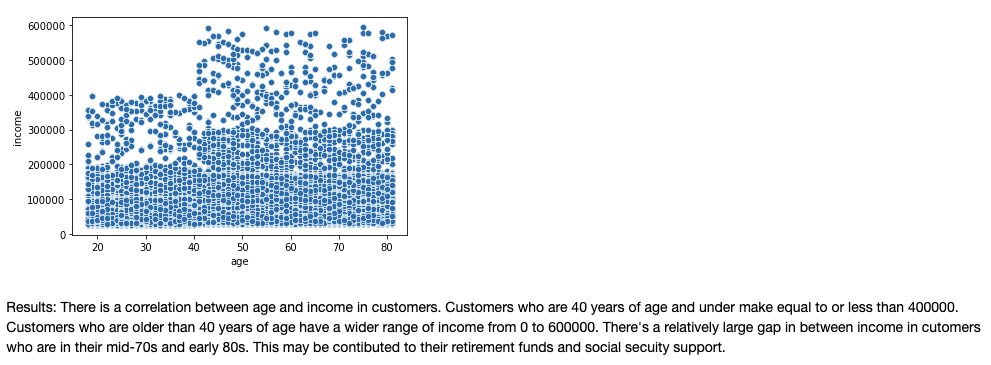 600000
500000
400000
300000
200000
100000
0
income
20 30 40 50 60 70 80
age
Results: There is a correlation between age and income in customers. Customers who are 40 years of age and under make equal to or less than 400000.
Customers who are older than 40 years of age have a wider range of income from 0 to 600000. There's a relatively large gap in between income in cutomers
who are in their mid-70s and early 80s. This may be contibuted to their retirement funds and social secuity support.